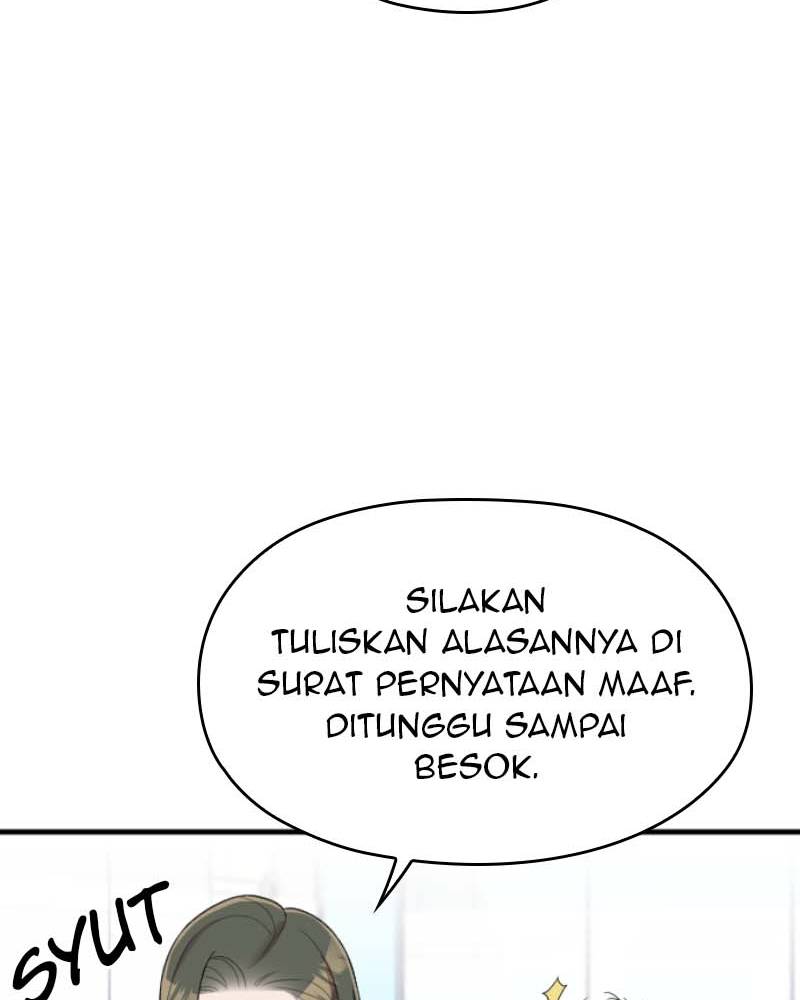 SILAKAN
TULISKAN ALASANNYA DI
SURAT PERNYATAAN MAAF.
DITUNGGU SAMPAI
BESOK.
SYUT